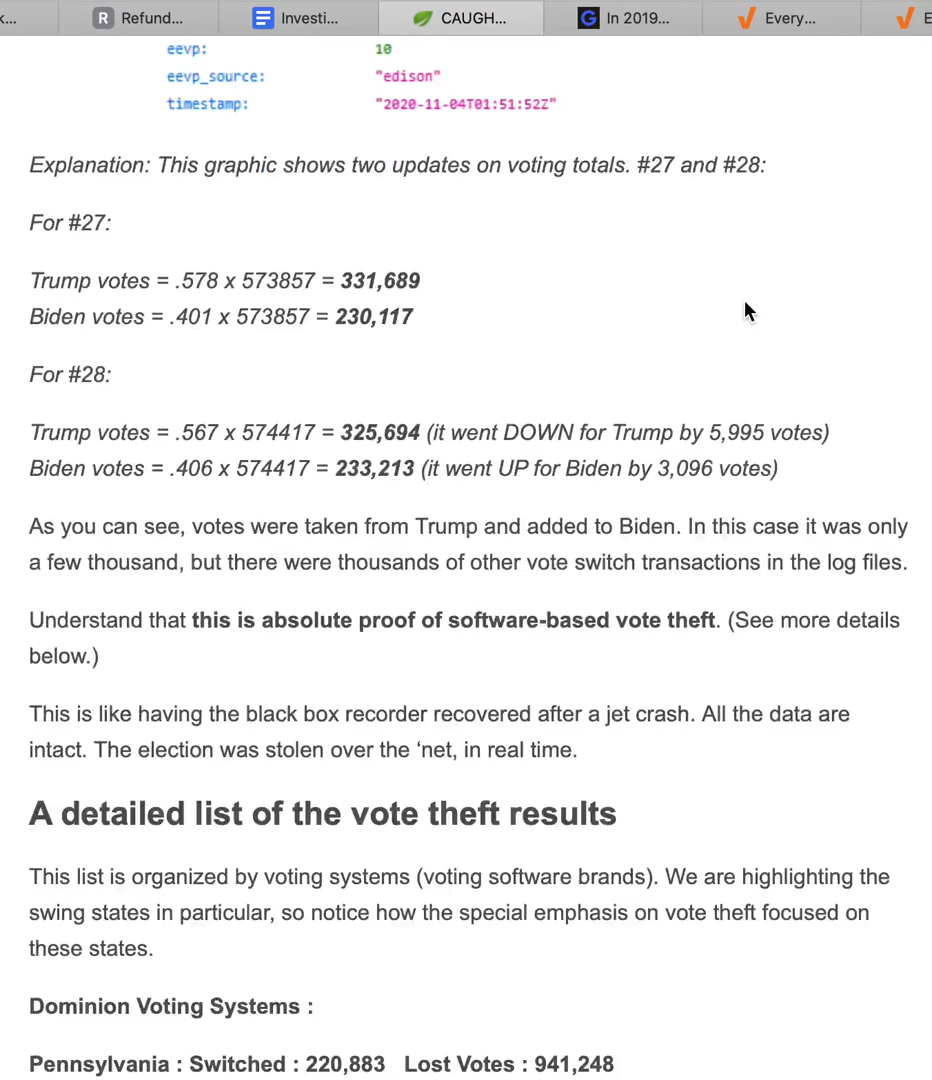 k...
Refund...
Investi...
CAUGH...
In 2019...
Every...
E
eevp: 10
eevp_source: "edison"
timestamp: "2020-11-04T01:51:52Z"
Explanation: This graphic shows two updates on voting totals. #27 and #28:
For #27:
Trump votes = .578 x 573857 = 331,689
Biden votes = .401 x 573857 = 230,117
For #28:
Trump votes = .567 x 574417 = 325,694 (it went DOWN for Trump by 5,995 votes)
Biden votes = .406 x 574417 = 233,213 (it went UP for Biden by 3,096 votes)
As you can see, votes were taken from Trump and added to Biden. In this case it was only
a few thousand, but there were thousands of other vote switch transactions in the log files.
Understand that this is absolute proof of software-based vote theft. (See more details
below.)
This is like having the black box recorder recovered after a jet crash. All the data are
intact. The election was stolen over the ‘net, in real time.
A detailed list of the vote theft results
This list is organized by voting systems (voting software brands). We are highlighting the
swing states in particular, so notice how the special emphasis on vote theft focused on
these states.
Dominion Voting Systems :
Pennsylvania : Switched : 220,883 Lost Votes : 941,248